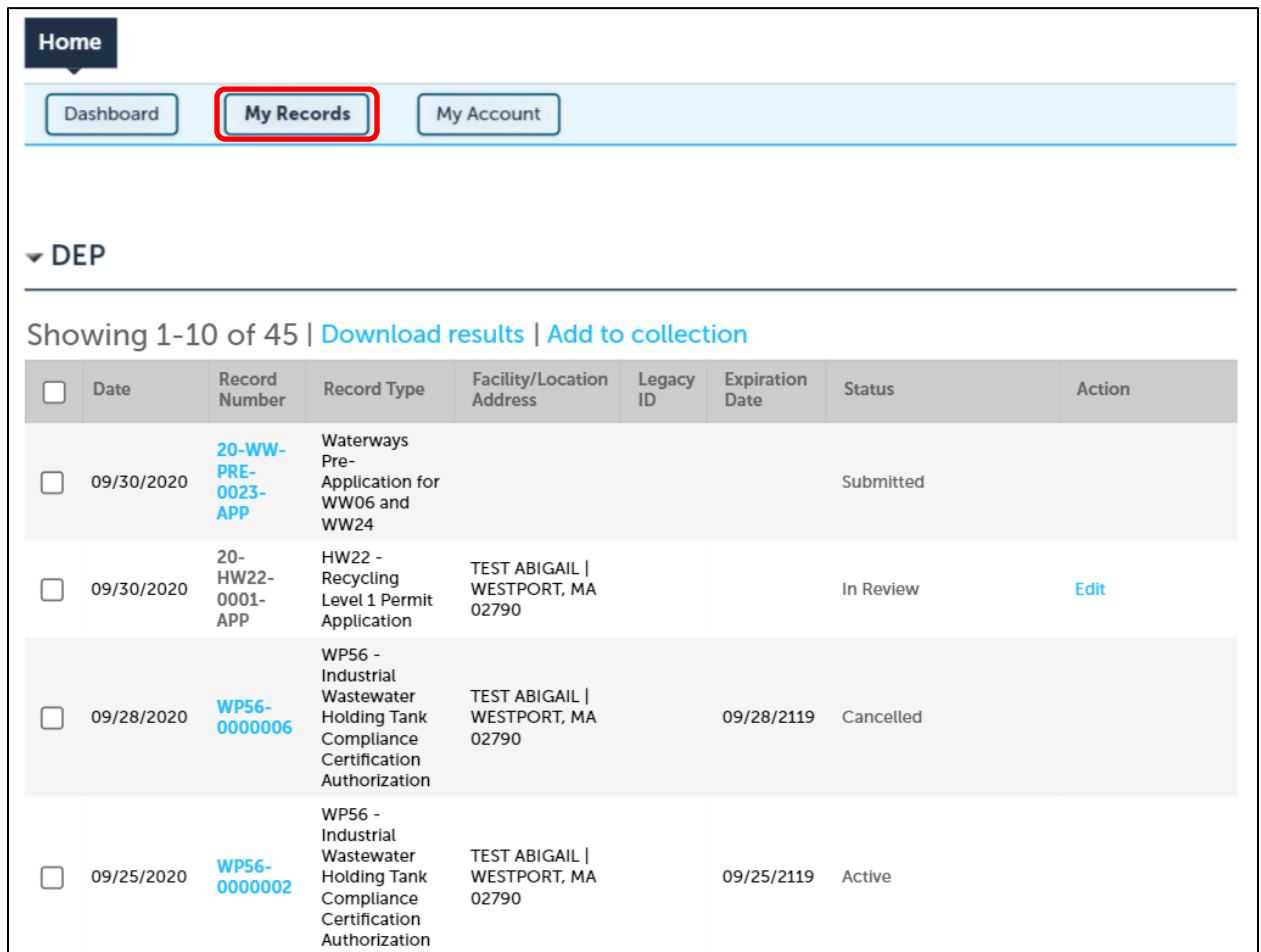 Home
Dashboard My Records My Account
DEP
Showing 1-10 of 45 | Download results | Add to collection
Date Record Number Record Type Facility/Location Address Legacy ID Expiration Date Status Action
09/30/2020 20-WW-PRE-0023-APP Waterways Pre-Application for WW06 and WW24 Submitted
09/30/2020 20-HW22-0001-APP HW22 - Recycling Level 1 Permit Application TEST ABIGAIL | WESTPORT, MA 02790 In Review Edit
09/28/2020 WP56-0000006 WP56 - Industrial Wastewater Holding Tank Compliance Certification Authorization TEST ABIGAIL | WESTPORT, MA 02790 09/28/2119 Cancelled
09/25/2020 WP56-0000002 WP56 - Industrial Wastewater Holding Tank Compliance Certification Authorization TEST ABIGAIL | WESTPORT, MA 02790 09/25/2119 Active